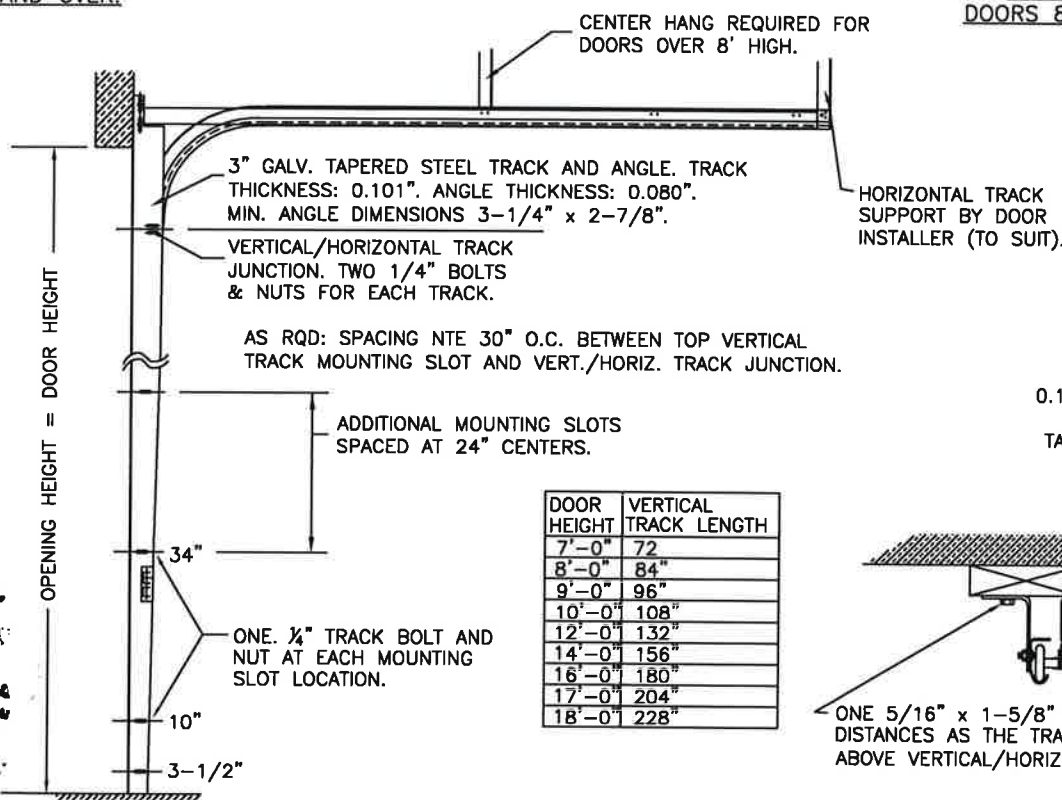 AND OVER.
CENTER HANG REQUIRED FOR
DOORS OVER 8' HIGH.
DOORS 8
3" GALV. TAPERED STEEL TRACK AND ANGLE. TRACK
THICKNESS: 0.101". ANGLE THICKNESS: 0.080".
MIN. ANGLE DIMENSIONS 3-1/4" x 2-7/8".
HORIZONTAL TRACK
SUPPORT BY DOOR
INSTALLER (TO SUIT).
VERTICAL/HORIZONTAL TRACK
JUNCTION. TWO 1/4" BOLTS
& NUTS FOR EACH TRACK.
AS RQD: SPACING NTE 30" O.C. BETWEEN TOP VERTICAL
TRACK MOUNTING SLOT AND VERT./HORIZ. TRACK JUNCTION.
OPENING HEIGHT = DOOR HEIGHT
ADDITIONAL MOUNTING SLOTS
SPACED AT 24" CENTERS.
0.1
TA
34"
ONE. ¼" TRACK BOLT AND
NUT AT EACH MOUNTING
SLOT LOCATION.
10"
3-1/2"
DOOR HEIGHT VERTICAL TRACK LENGTH
7'-0" 72
8'-0" 84"
9'-0" 96"
10'-0" 108"
12'-0" 132"
14'-0" 156"
16'-0" 180"
17'-0" 204"
18'-0" 228"
ONE 5/16" x 1-5/8"
DISTANCES AS THE TRA
ABOVE VERTICAL/HORIZ